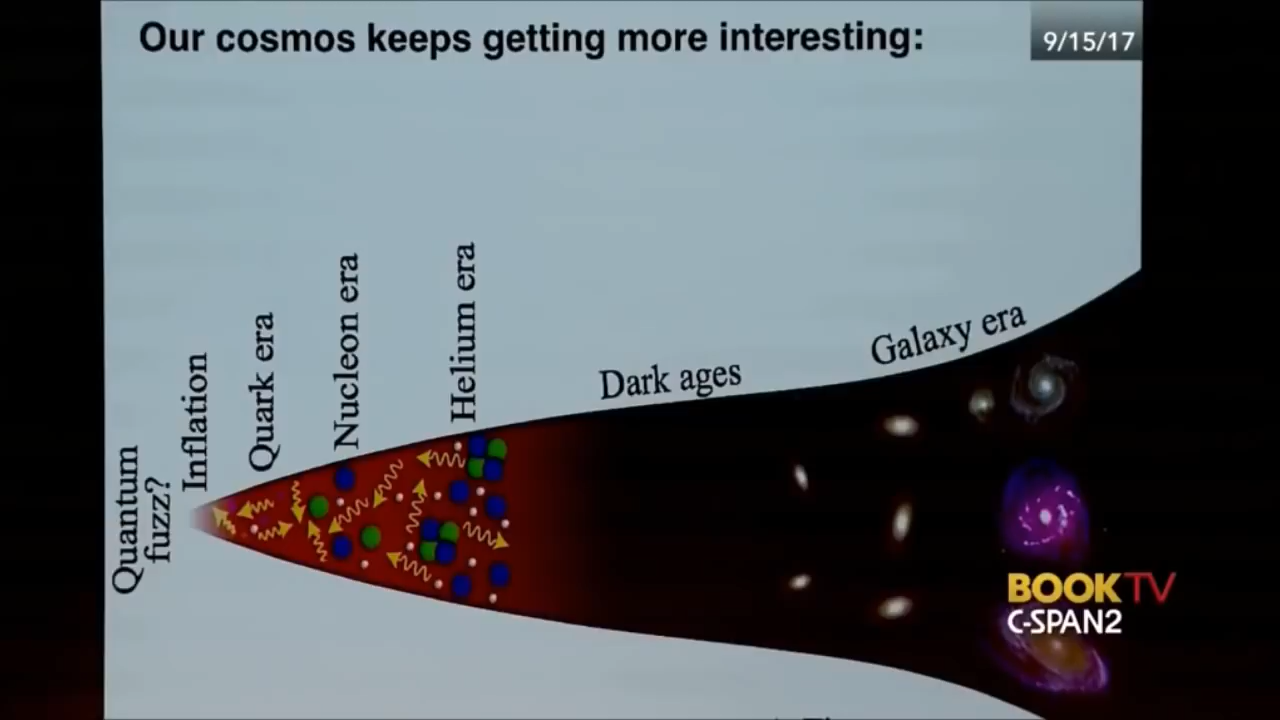 Our cosmos keeps getting more interesting:
9/15/17
Quantum
fuzz?
Inflation
Quark era
Nucleon era
Helium era
Dark ages
Galaxy era
BOOK TV
C-SPAN2